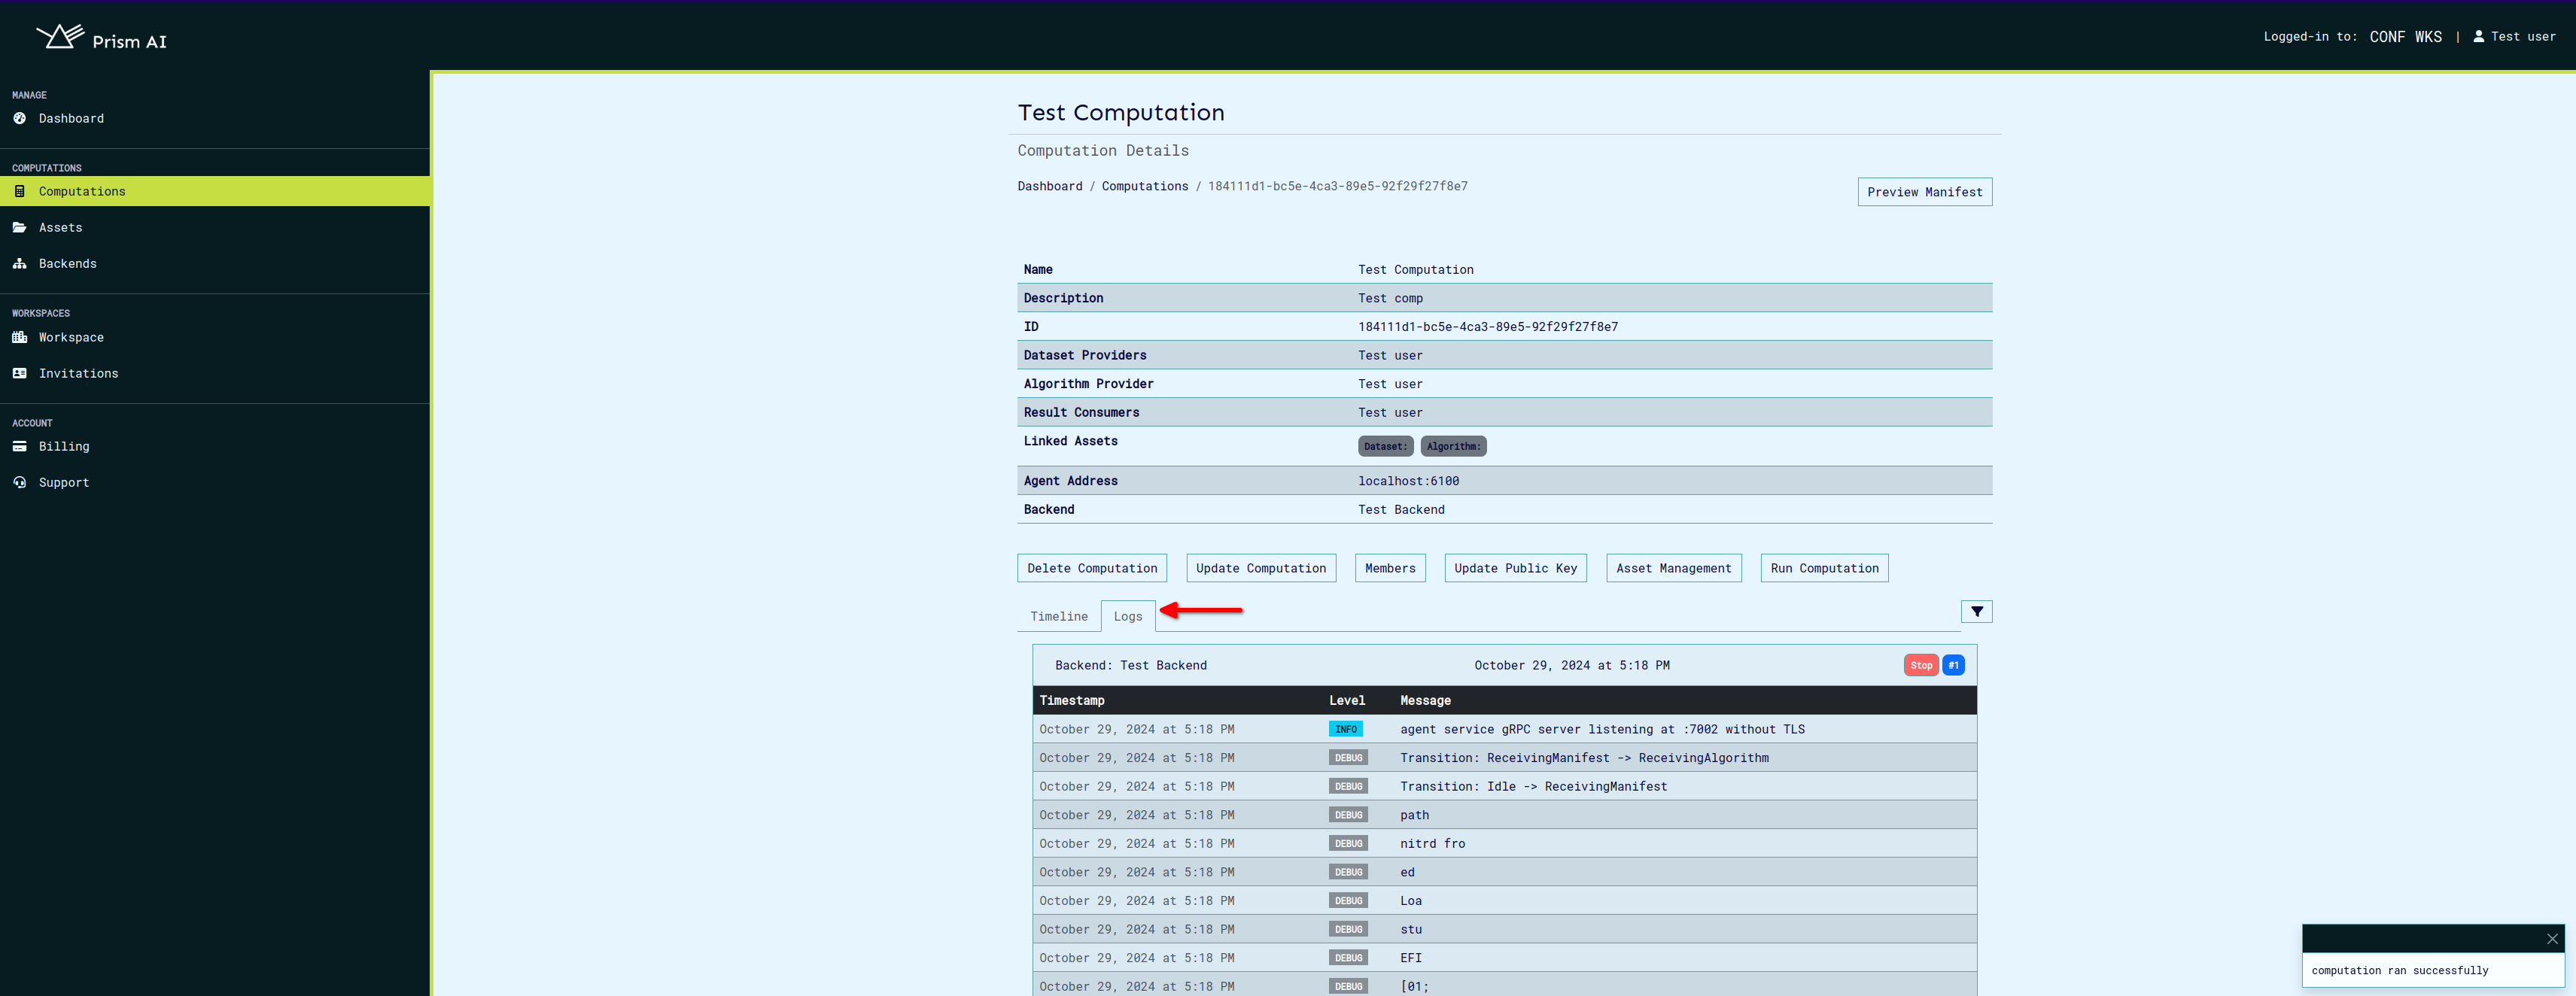 Prism AI
Logged-in to: CONF WKS | Test user
MANAGE
Dashboard
COMPUTATIONS
Computations
Assets
Backends
WORKSPACES
Workspace
Invitations
ACCOUNT
Billing
Support
Test Computation
Computation Details
Dashboard / Computations / 184111d1-bc5e-4ca3-89e5-92f29f27f8e7
Preview Manifest
Name Test Computation
Description Test comp
ID 184111d1-bc5e-4ca3-89e5-92f29f27f8e7
Dataset Providers Test user
Algorithm Provider Test user
Result Consumers Test user
Linked Assets Dataset: Algorithm:
Agent Address localhost:6100
Backend Test Backend
Delete Computation Update Computation Members Update Public Key Asset Management Run Computation
Timeline Logs
Backend: Test Backend October 29, 2024 at 5:18 PM Stop #1
Timestamp Level Message
October 29, 2024 at 5:18 PM INFO agent service gRPC server listening at :7002 without TLS
October 29, 2024 at 5:18 PM DEBUG Transition: ReceivingManifest -> ReceivingAlgorithm
October 29, 2024 at 5:18 PM DEBUG Transition: Idle -> ReceivingManifest
October 29, 2024 at 5:18 PM DEBUG path
October 29, 2024 at 5:18 PM DEBUG nitrd fro
October 29, 2024 at 5:18 PM DEBUG ed
October 29, 2024 at 5:18 PM DEBUG Loa
October 29, 2024 at 5:18 PM DEBUG stu
October 29, 2024 at 5:18 PM DEBUG EFI
October 29, 2024 at 5:18 PM DEBUG [01;
computation ran successfully